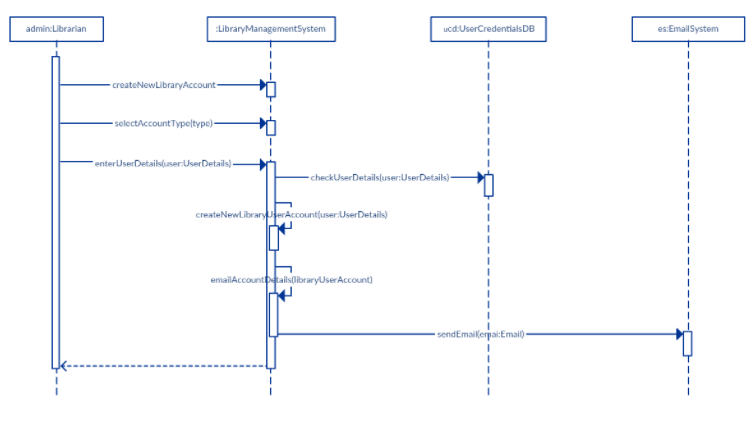 admin:Librarian
:LibraryManagementSystem
ucd:UserCredentialsDB
es:EmailSystem
createNewLibraryAccount
selectAccountType(type)
enterUserDetails(user:UserDetails)
checkUserDetails(user:UserDetails)
createNewLibraryUserAccount(user:UserDetails)
emailAccountDetails(libraryUserAccount)
sendEmail(emai:Email)